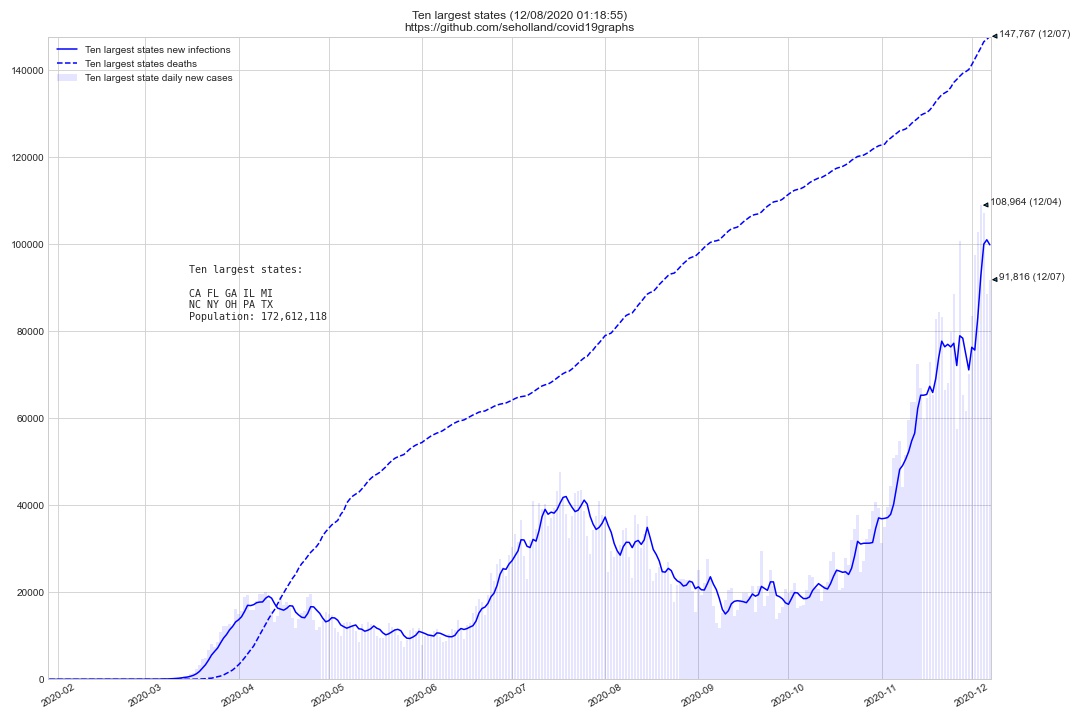 Ten largest states (12/08/2020 01:18:55)
https://github.com/seholland/covid19graphs
Ten largest states new infections
Ten largest states deaths
Ten largest state daily new cases
147,767 (12/07)
140000
120000
108,964 (12/04)
100000
91,816 (12/07)
Ten largest states:
CA FL GA IL MI
NC NY OH PA TX
Population: 172,612,118
80000
60000
40000
20000
0
2020-02
2020-03
2020-04
2020-05
2020-06
2020-07
2020-08
2020-09
2020-10
2020-11
2020-12